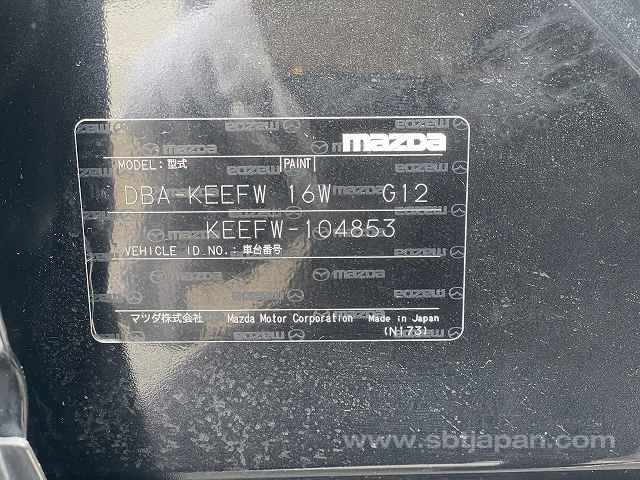 mazda
MODEL：型式 PAINT
DBA-KEEFW 16W G12
KEEFW-104853
VEHICLE ID NO.：車台番号
マツダ株式会社 Mazda Motor Corporation Made in Japan
(N173)
www.sbtjapan.com